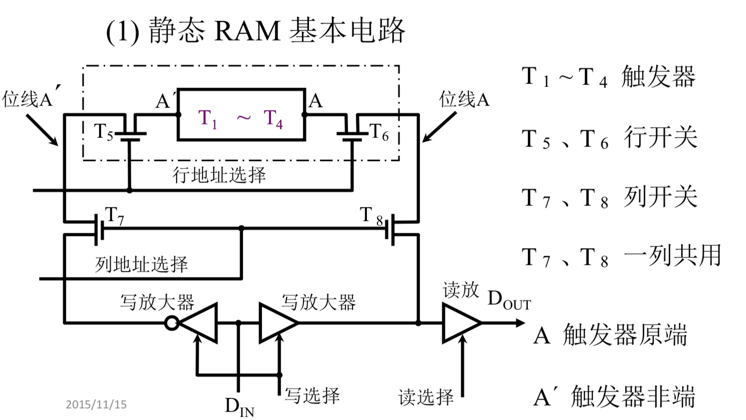 (1) 静态 RAM 基本电路
位线A′
A′
T1 ~ T4
A
位线A
T5
T6
行地址选择
T7
T8
列地址选择
写放大器
写放大器
读放
DOUT
DIN
写选择
读选择
T1 ~ T4 触发器
T5、T6 行开关
T7、T8 列开关
T7、T8 一列共用
A 触发器原端
A′ 触发器非端
2015/11/15